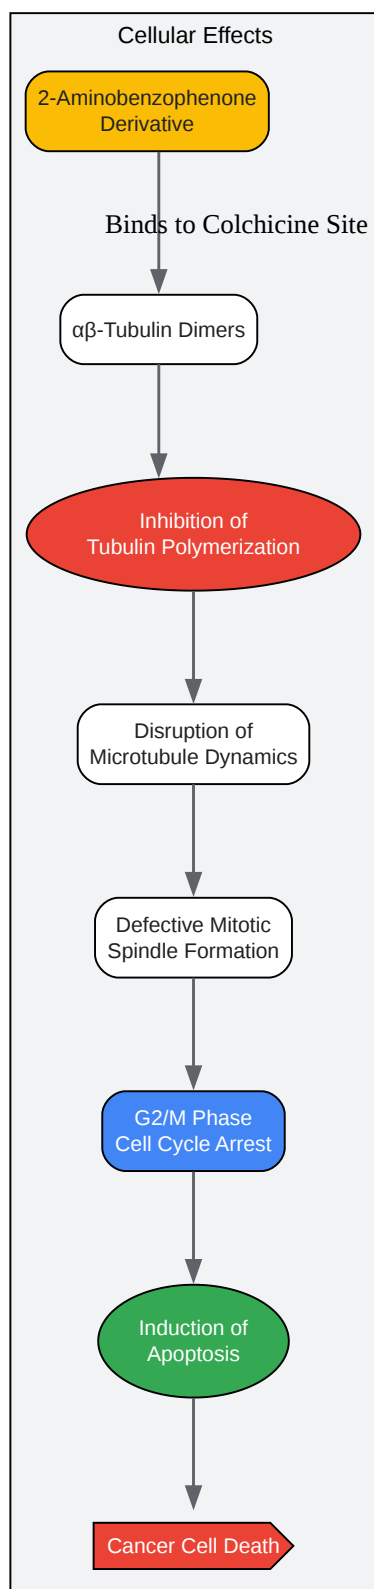 Cellular Effects
2-Aminobenzophenone
Derivative
Binds to Colchicine Site
αβ-Tubulin Dimers
Inhibition of
Tubulin Polymerization
Disruption of
Microtubule Dynamics
Defective Mitotic
Spindle Formation
G2/M Phase
Cell Cycle Arrest
Induction of
Apoptosis
Cancer Cell Death